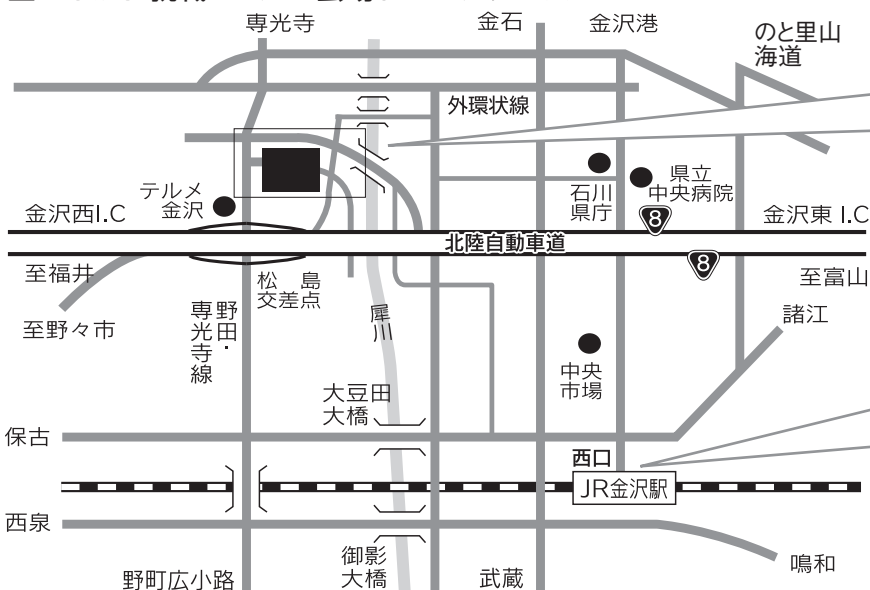 専光寺
金石
金沢港
のと里山
海道
外環状線
テルメ
金沢
石川
県庁
県立
中央病院
金沢西I.C
8
金沢東 I.C
北陸自動車道
8
至福井
至富山
松島
交差点
至野々市
野田・
専光寺線
犀川
諸江
中央
市場
大豆田
大橋
保古
西口
JR金沢駅
西泉
野町広小路
御影
大橋
武蔵
鳴和